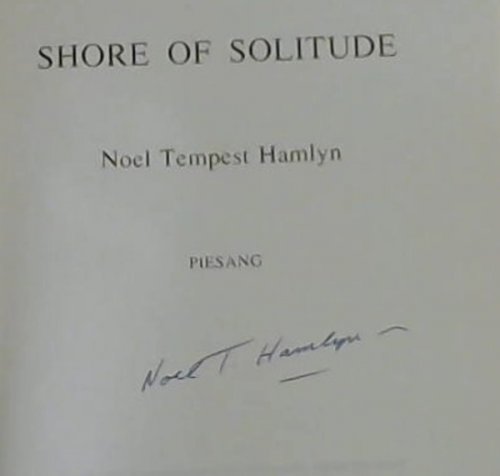 SHORE OF SOLITUDE
Noel Tempest Hamlyn
PIESANG
Noel T Hamlyn